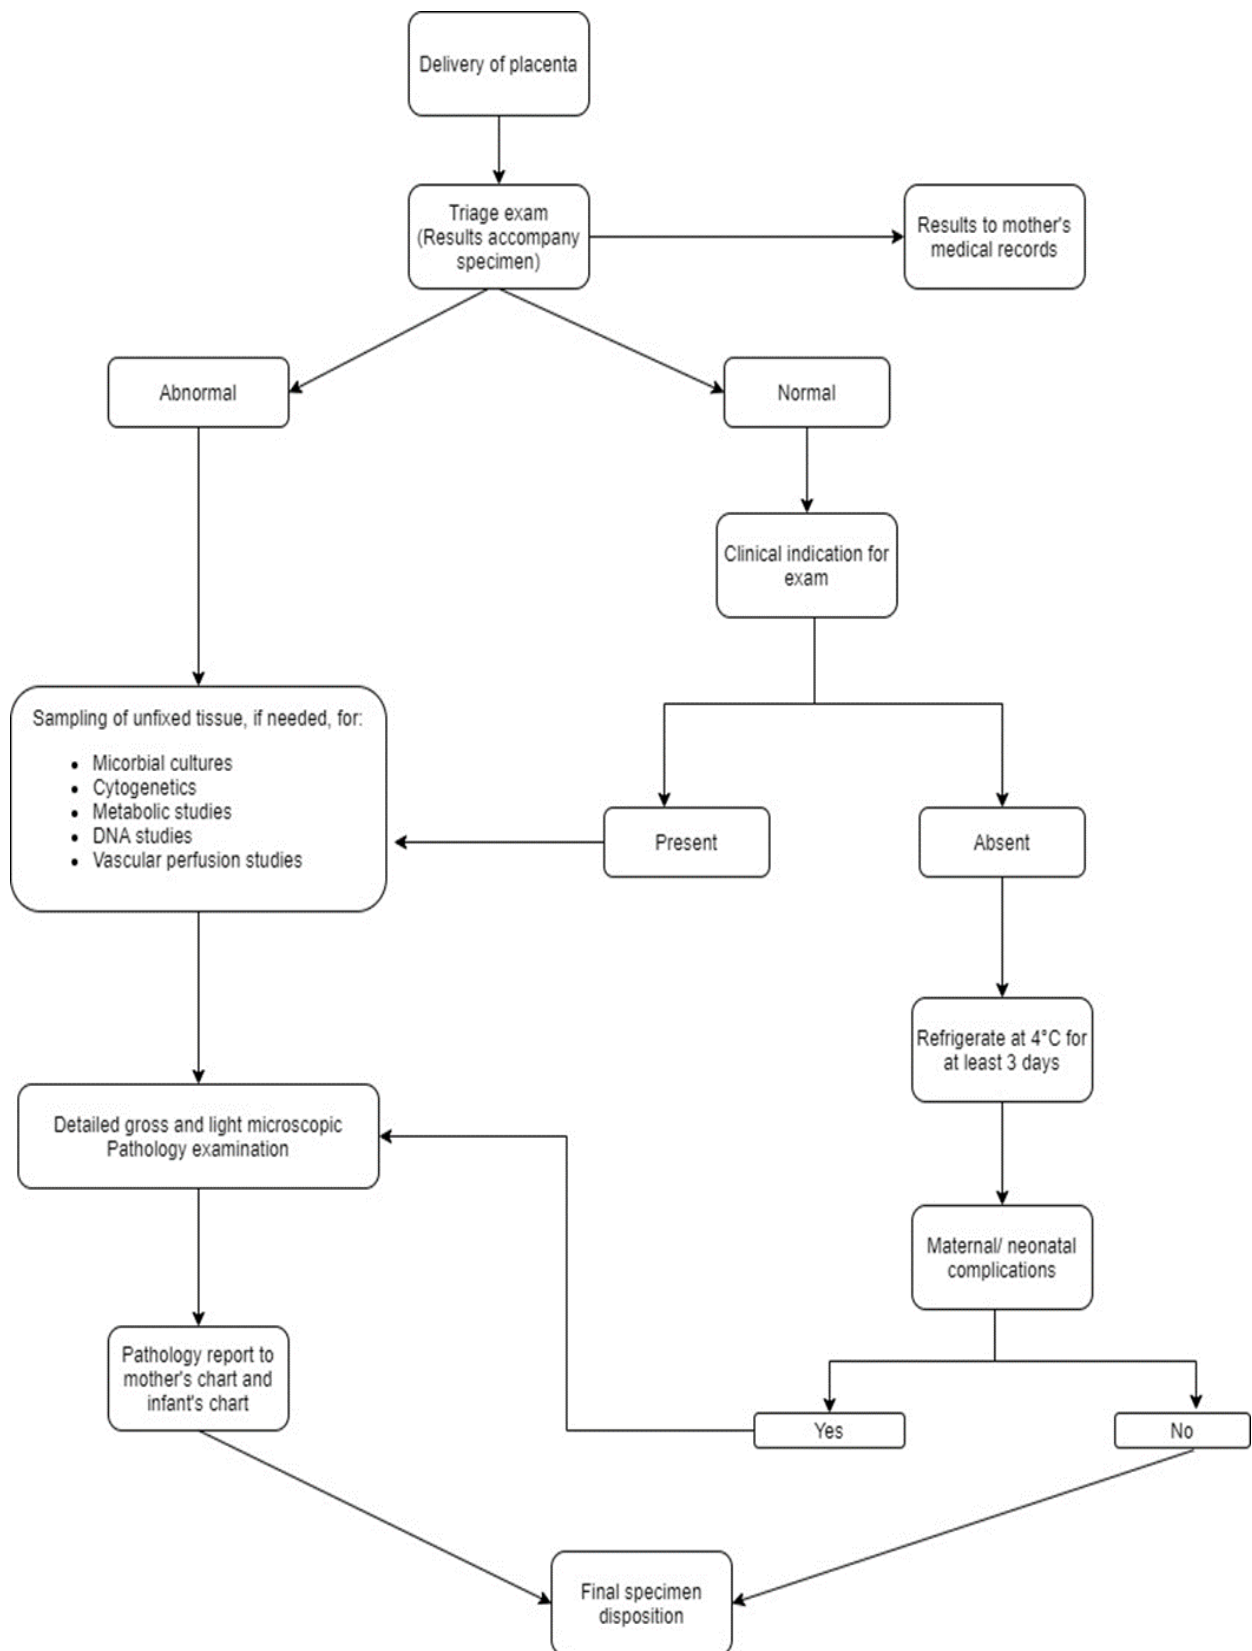 Delivery of placenta
Triage exam
(Results accompany
specimen)
Results to mother's
medical records
Abnormal
Normal
Clinical indication for
exam
Sampling of unfixed tissue, if needed, for:
• Micorbial cultures
• Cytogenetics
• Metabolic studies
• DNA studies
• Vascular perfusion studies
Present
Absent
Refrigerate at 4°C for
at least 3 days
Detailed gross and light microscopic
Pathology examination
Maternal/ neonatal
complications
Pathology report to
mother's chart and
infant's chart
Yes
No
Final specimen
disposition